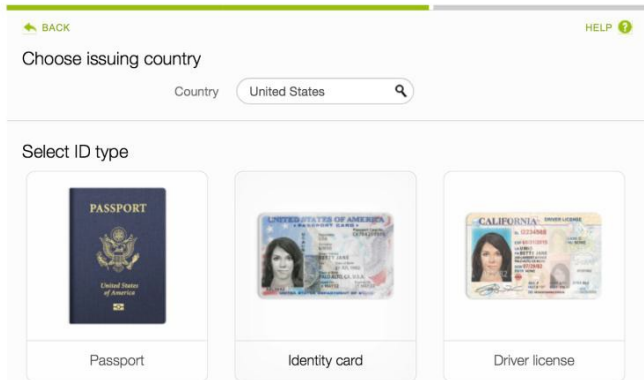 BACK
HELP ?
Choose issuing country
Country United States
Select ID type
PASSPORT
United States
of America
UNITED STATES OF AMERICA
PASSPORT CARD
CALIFORNIA DRIVER LICENSE
Passport
Identity card
Driver license